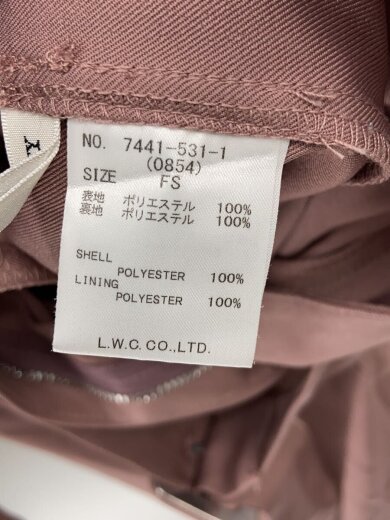 NO. 7441-531-1
(0854)
SIZE FS
表地 ポリエステル 100%
裏地 ポリエステル 100%
SHELL
POLYESTER 100%
LINING
POLYESTER 100%
L.W.C. CO.,LTD.
Y